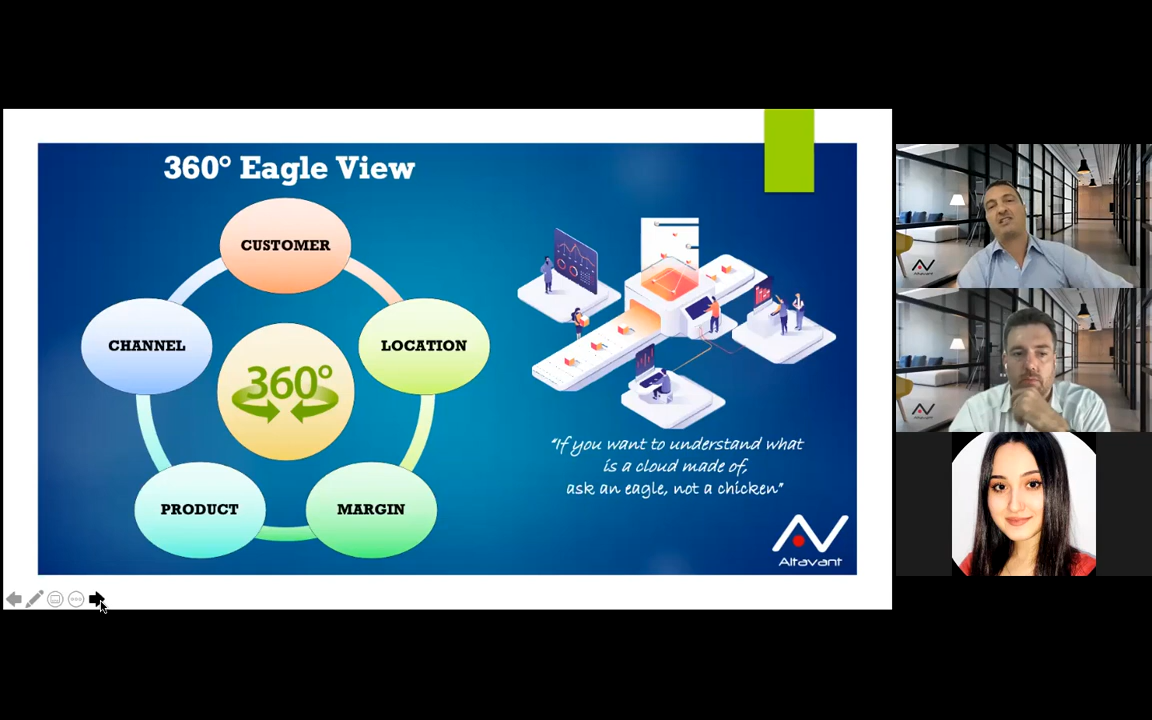 360° Eagle View
CUSTOMER
CHANNEL
LOCATION
360°
PRODUCT
MARGIN
“If you want to understand what
is a cloud made of,
ask an eagle, not a chicken”
Altavant